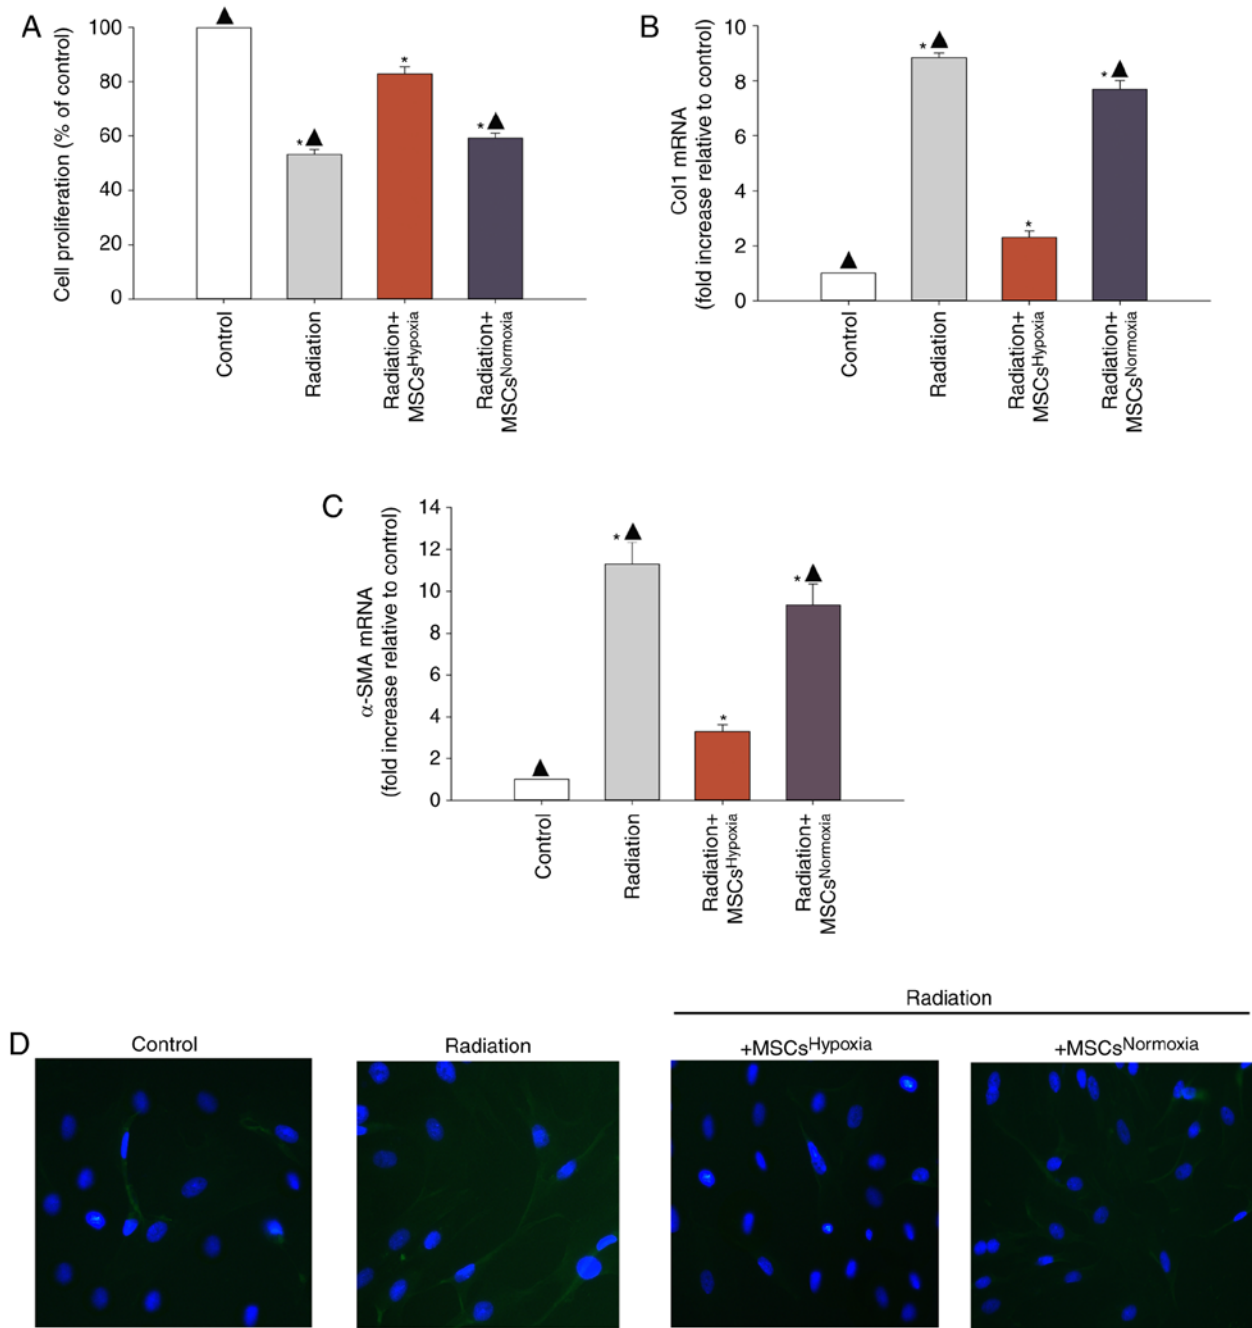 A
Cell proliferation (% of control)
100
80
60
40
20
0
*
*
*
Control
Radiation
Radiation+
MSCsHypoxia
Radiation+
MSCsNormoxia
B
Col1 mRNA
(fold increase relative to control)
10
8
6
4
2
0
*
*
*
Control
Radiation
Radiation+
MSCsHypoxia
Radiation+
MSCsNormoxia
C
α-SMA mRNA
(fold increase relative to control)
14
12
10
8
6
4
2
0
*
*
*
Control
Radiation
Radiation+
MSCsHypoxia
Radiation+
MSCsNormoxia
D
Control
Radiation
Radiation
+MSCsHypoxia
+MSCsNormoxia